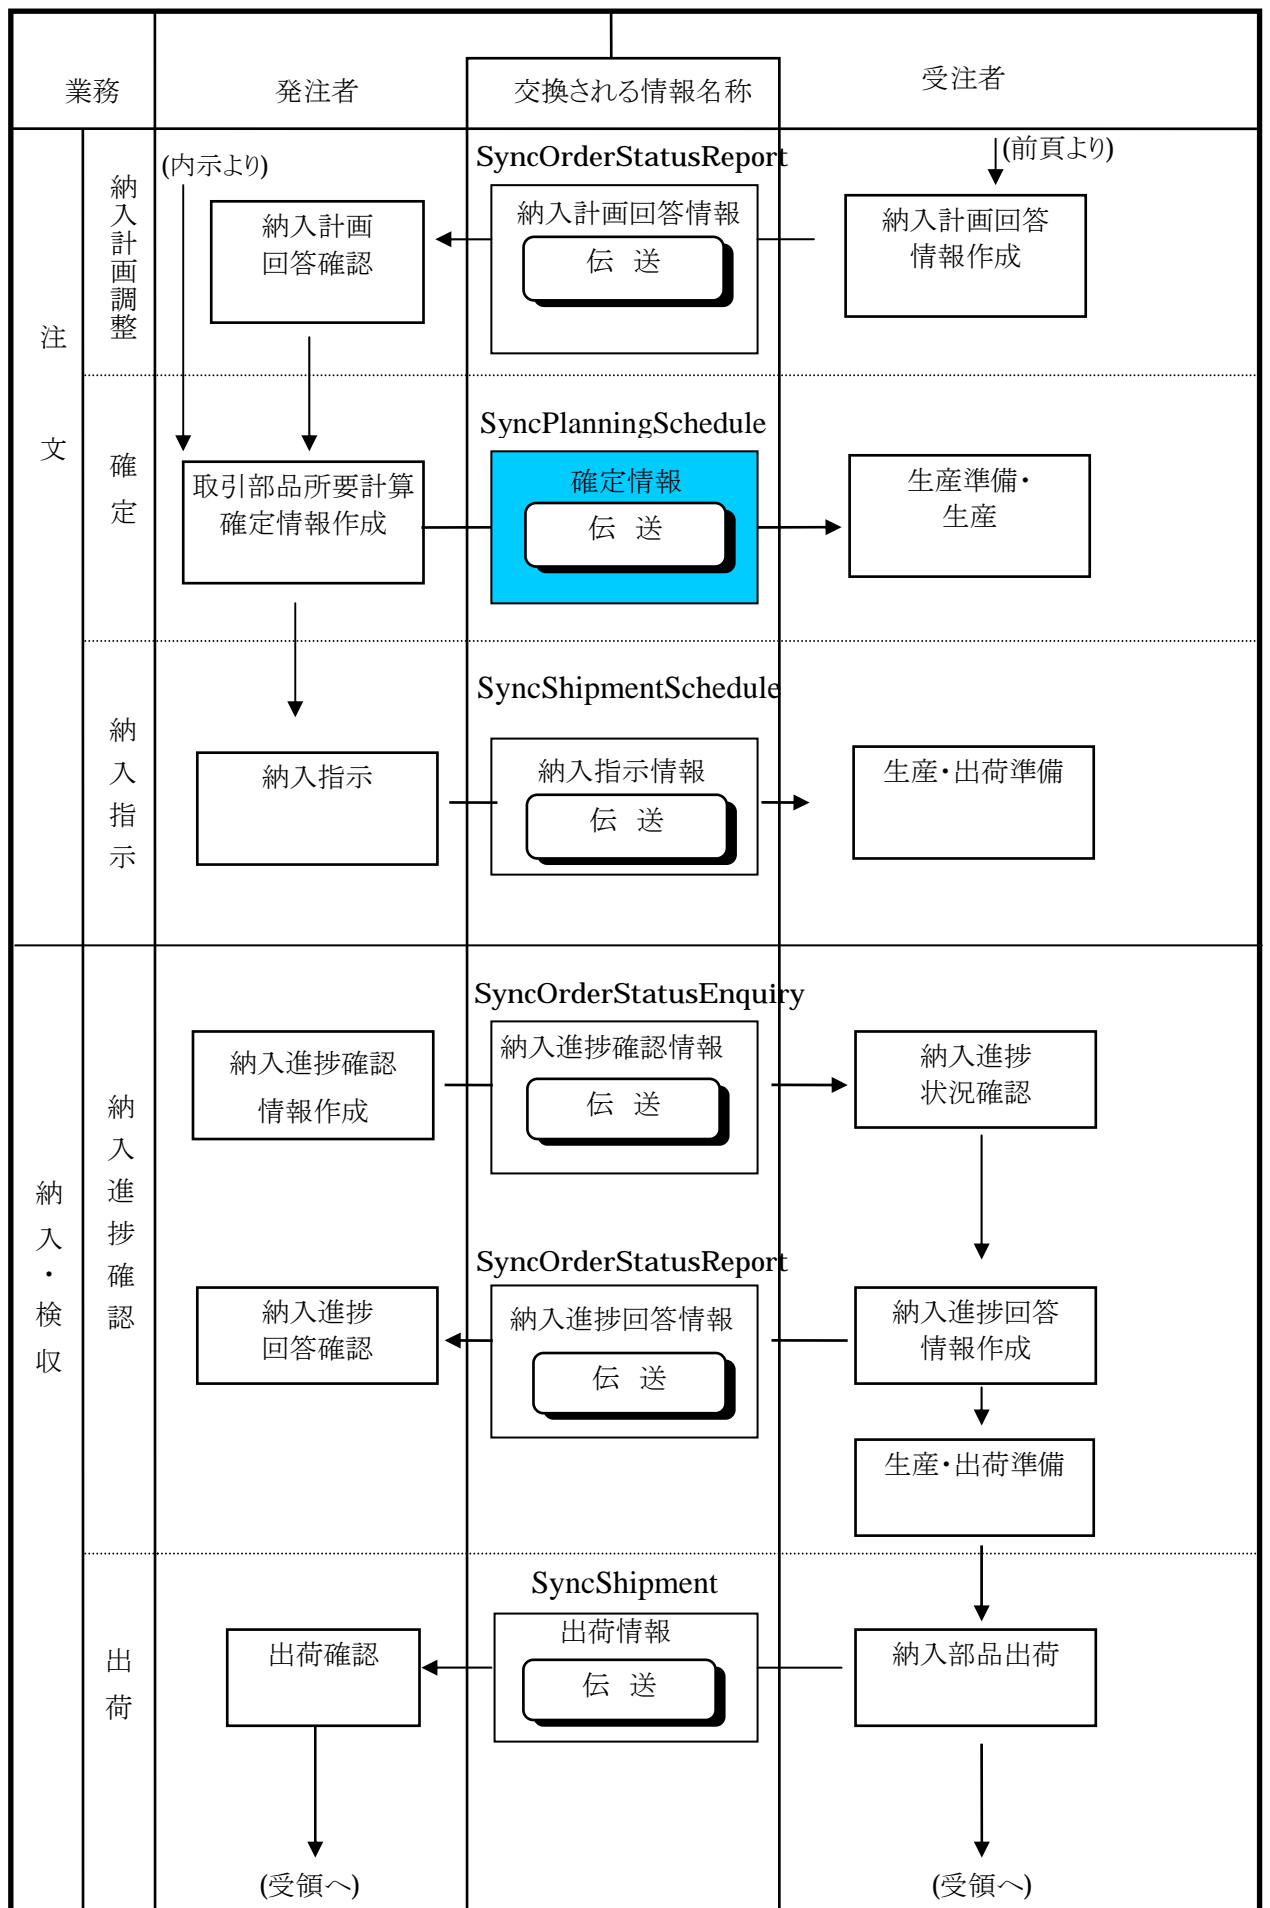 業務
発注者
交換される情報名称
受注者
注文
納入計画調整
(内示より)
SyncOrderStatusReport
(前頁より)
納入計画
回答確認
納入計画回答情報
伝 送
納入計画回答
情報作成
確定
SyncPlanningSchedule
取引部品所要計算
確定情報作成
確定情報
伝 送
生産準備・
生産
納入指示
SyncShipmentSchedule
納入指示
納入指示情報
伝 送
生産・出荷準備
納入・検収
納入進捗確認
SyncOrderStatusEnquiry
納入進捗確認
情報作成
納入進捗確認情報
伝 送
納入進捗
状況確認
SyncOrderStatusReport
納入進捗
回答確認
納入進捗回答情報
伝 送
納入進捗回答
情報作成
生産・出荷準備
出荷
SyncShipment
出荷確認
出荷情報
伝 送
納入部品出荷
(受領へ)
(受領へ)